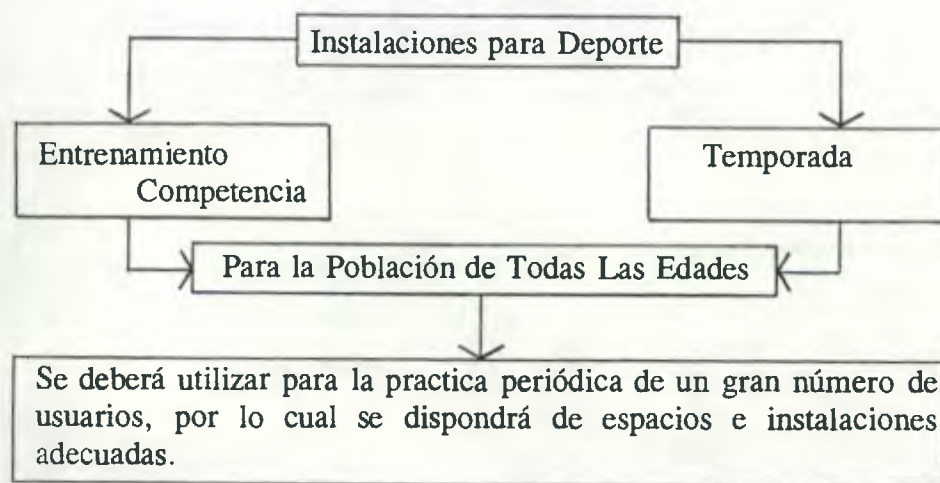 Instalaciones para Deporte
Entrenamiento
Competencia
Temporada
Para la Población de Todas Las Edades
Se deberá utilizar para la practica periódica de un gran número de
usuarios, por lo cual se dispondrá de espacios e instalaciones
adecuadas.